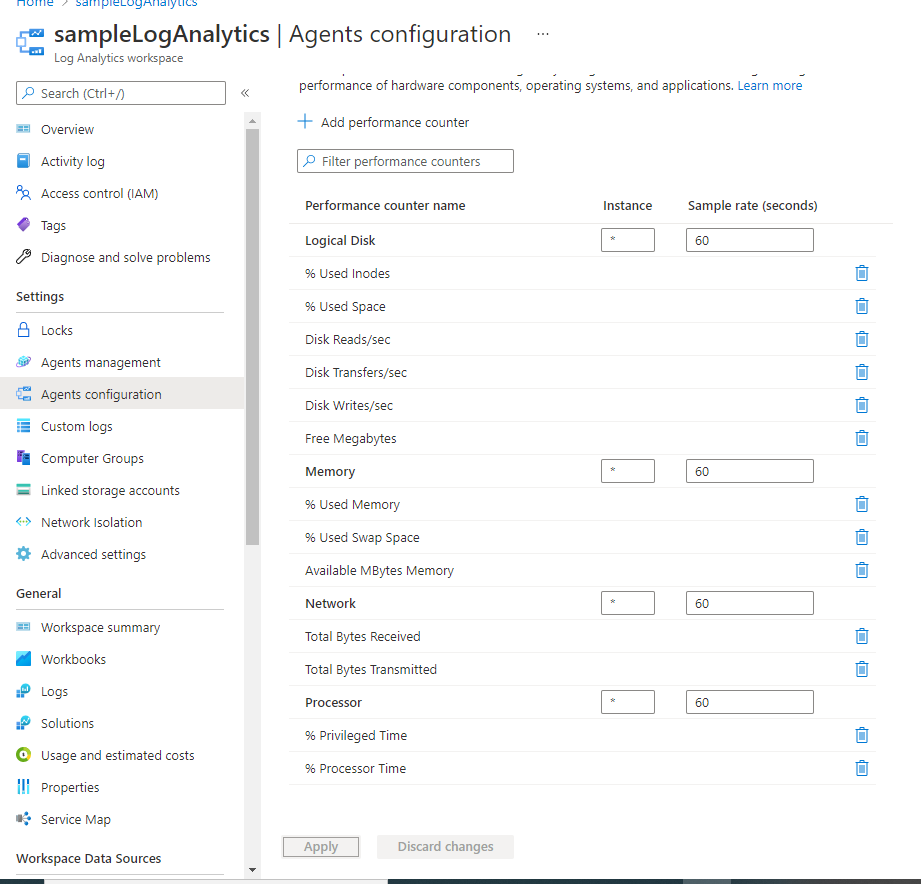 Home > sampleLogAnalytics
sampleLogAnalytics | Agents configuration ...
Log Analytics workspace
Search (Ctrl+/)
«
Overview
Activity log
Access control (IAM)
Tags
Diagnose and solve problems
Settings
Locks
Agents management
Agents configuration
Custom logs
Computer Groups
Linked storage accounts
Network Isolation
Advanced settings
General
Workspace summary
Workbooks
Logs
Solutions
Usage and estimated costs
Properties
Service Map
Workspace Data Sources
performance of hardware components, operating systems, and applications. Learn more
Add performance counter
Filter performance counters
Performance counter name Instance Sample rate (seconds)
Logical Disk * 60
% Used Inodes
% Used Space
Disk Reads/sec
Disk Transfers/sec
Disk Writes/sec
Free Megabytes
Memory * 60
% Used Memory
% Used Swap Space
Available MBytes Memory
Network * 60
Total Bytes Received
Total Bytes Transmitted
Processor * 60
% Privileged Time
% Processor Time
Apply Discard changes